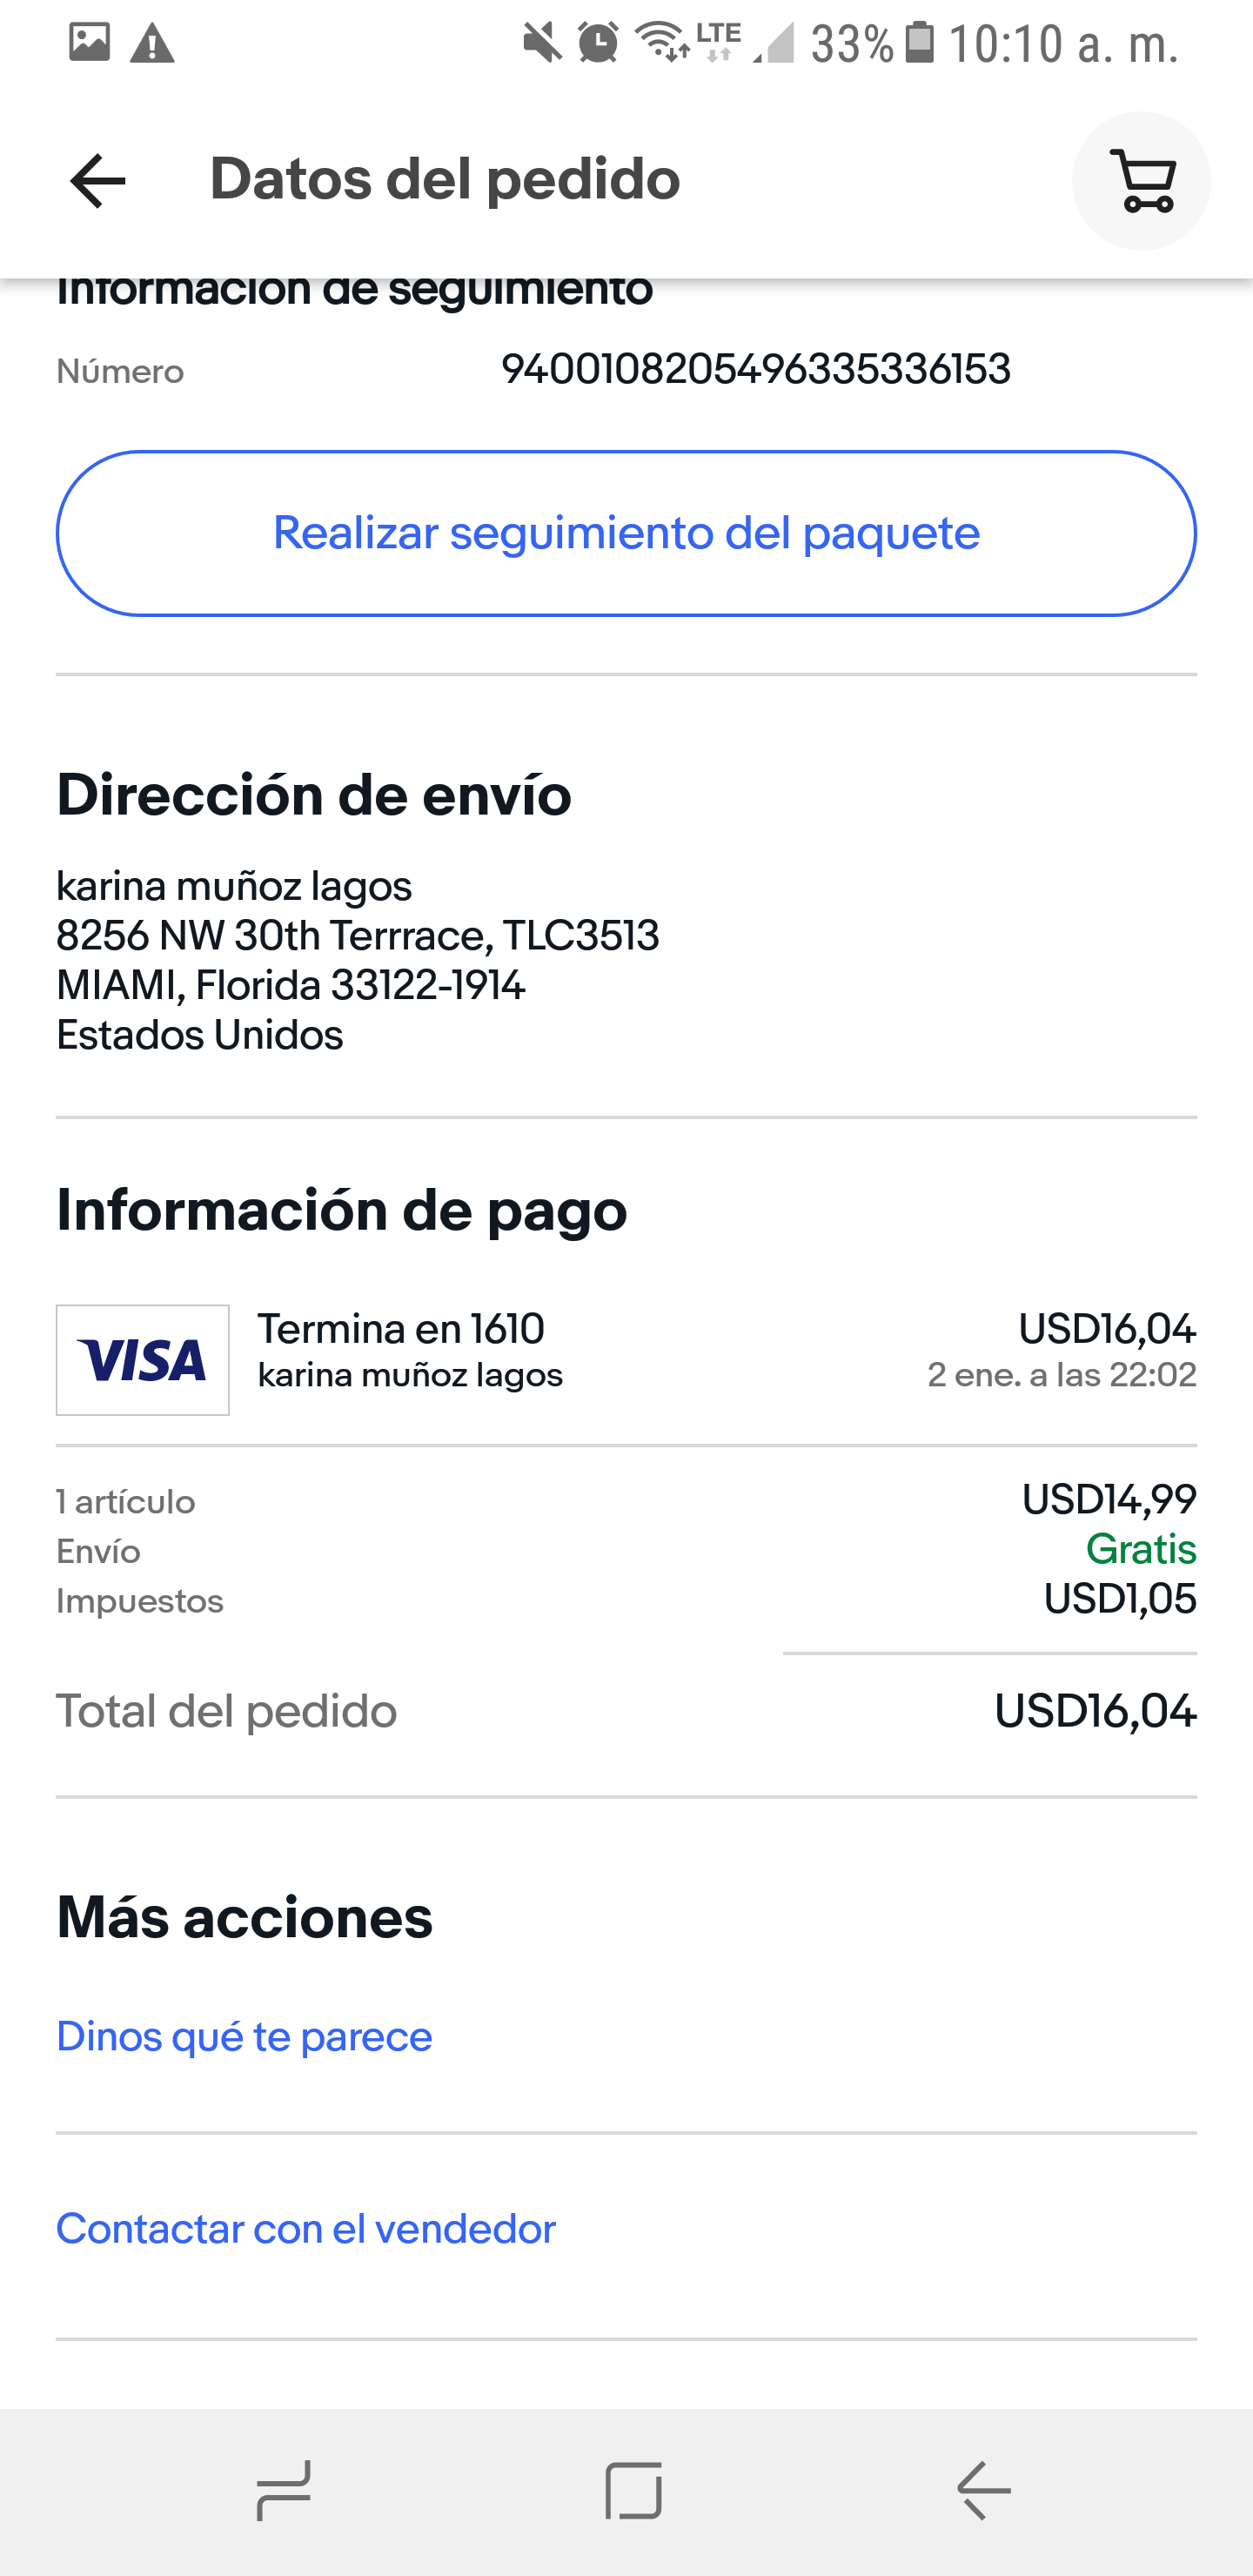 LTE 33% 10:10 a. m.
Datos del pedido
Información de seguimiento
Número 9400108205496335336153
Realizar seguimiento del paquete
Dirección de envío
karina muñoz lagos
8256 NW 30th Terrrace, TLC3513
MIAMI, Florida 33122-1914
Estados Unidos
Información de pago
VISA Termina en 1610 USD16,04
karina muñoz lagos 2 ene. a las 22:02
1 artículo USD14,99
Envío Gratis
Impuestos USD1,05
Total del pedido USD16,04
Más acciones
Dinos qué te parece
Contactar con el vendedor